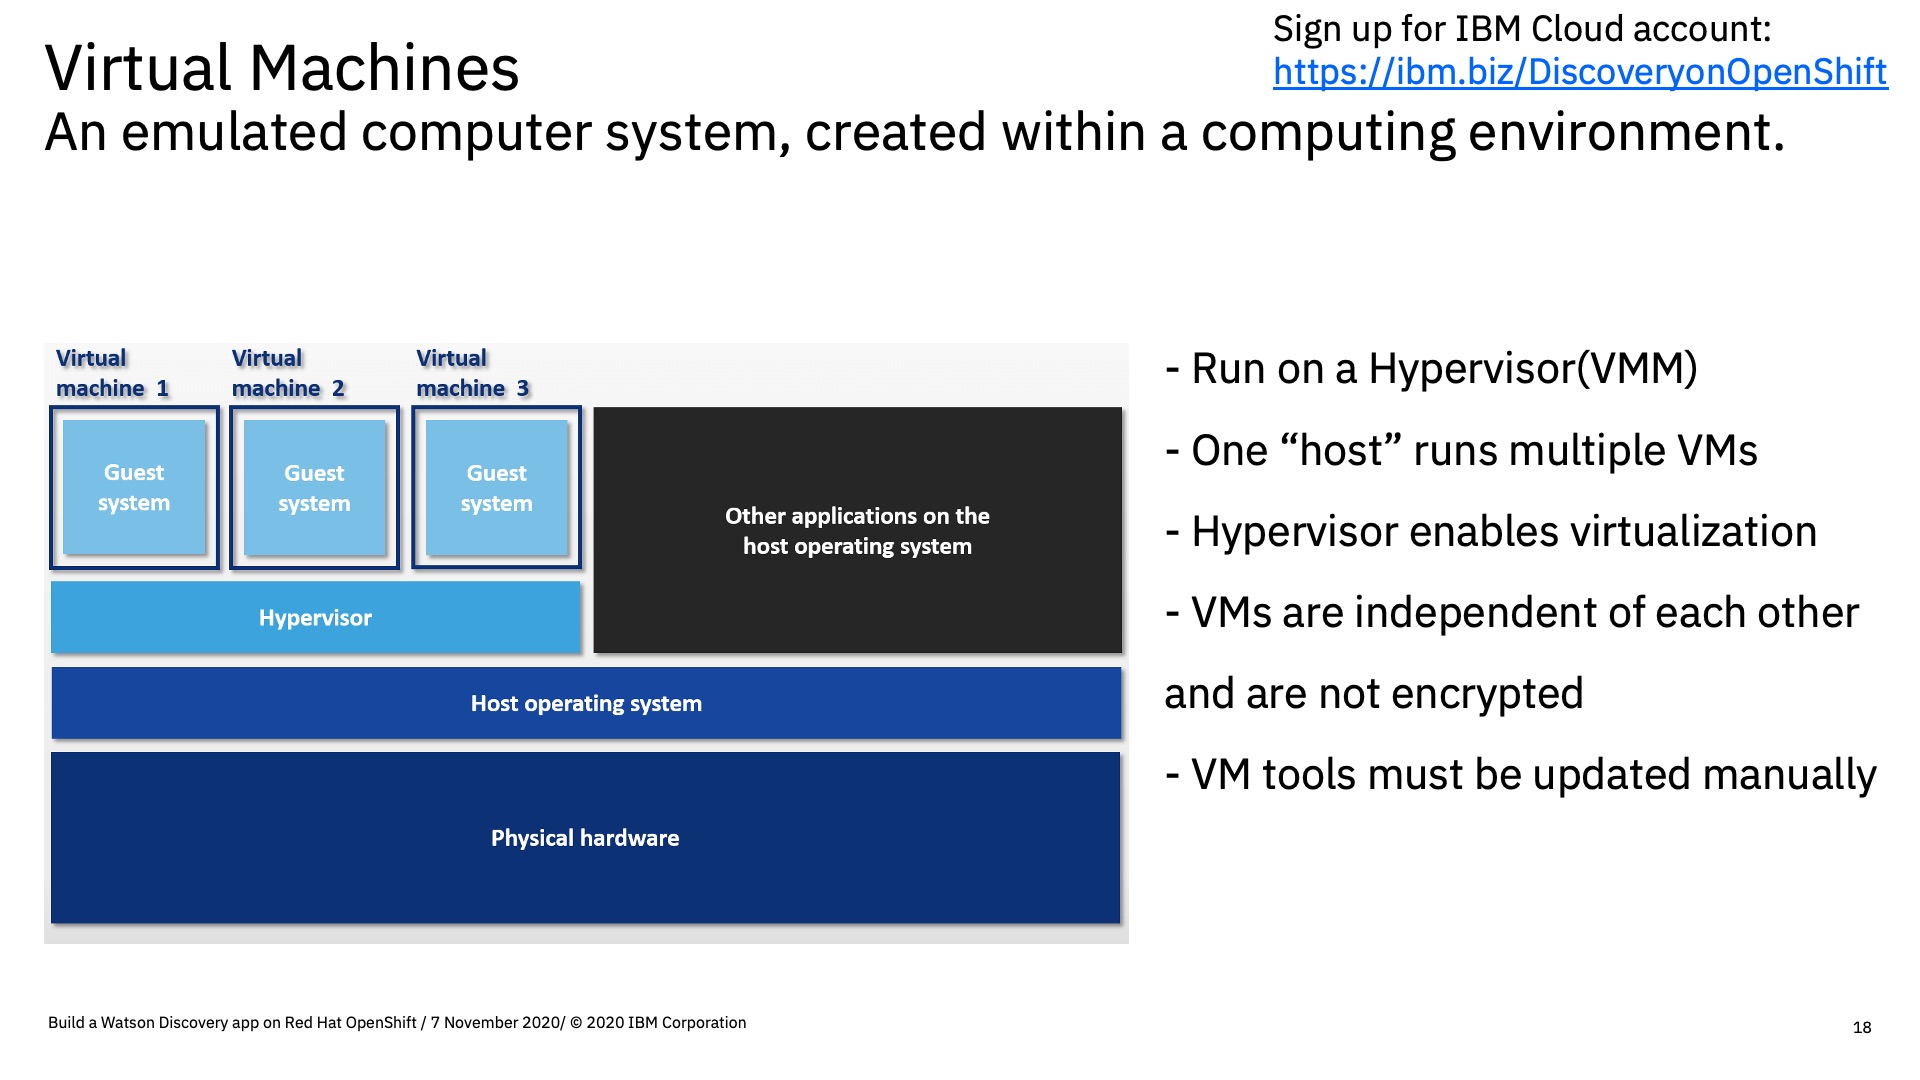 Sign up for IBM Cloud account:
https://ibm.biz/DiscoveryonOpenShift
Virtual Machines
An emulated computer system, created within a computing environment.
Virtual
machine 1
Virtual
machine 2
Virtual
machine 3
Guest
system
Guest
system
Guest
system
Other applications on the
host operating system
Hypervisor
Host operating system
Physical hardware
- Run on a Hypervisor(VMM)
- One “host” runs multiple VMs
- Hypervisor enables virtualization
- VMs are independent of each other
and are not encrypted
- VM tools must be updated manually
Build a Watson Discovery app on Red Hat OpenShift / 7 November 2020/ © 2020 IBM Corporation
18